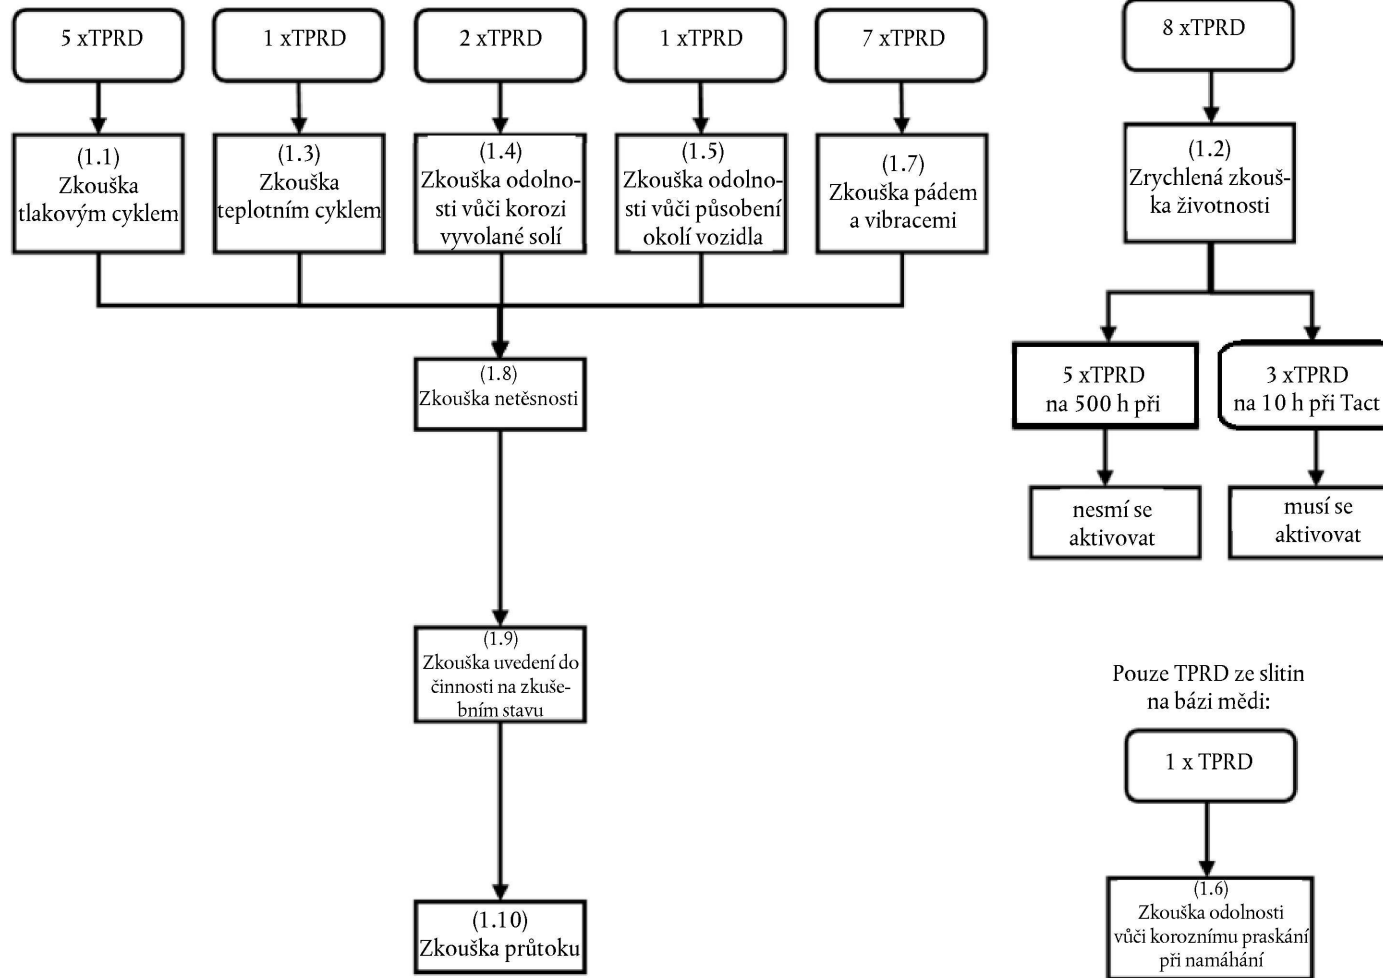 5 xTPRD
1 xTPRD
2 xTPRD
1 xTPRD
7 xTPRD
8 xTPRD
(1.1)
Zkouška
tlakovým cyklem
(1.3)
Zkouška
teplotním cyklem
(1.4)
Zkouška odolno-
sti vůči korozi
vyvolané solí
(1.5)
Zkouška odolno-
sti vůči působení
okolí vozidla
(1.7)
Zkouška pádem
a vibracemi
(1.2)
Zrychlená zkouš-
ka životnosti
(1.8)
Zkouška netěsnosti
5 xTPRD
na 500 h při
3 xTPRD
na 10 h při Tact
nesmí se
aktivovat
musí se
aktivovat
(1.9)
Zkouška uvedení do
činnosti na zkuše-
bním stavu
Pouze TPRD ze slitin
na bázi mědi:
1 x TPRD
(1.10)
Zkouška průtoku
(1.6)
Zkouška odolnosti
vůči koroznímu praskání
při namáhání